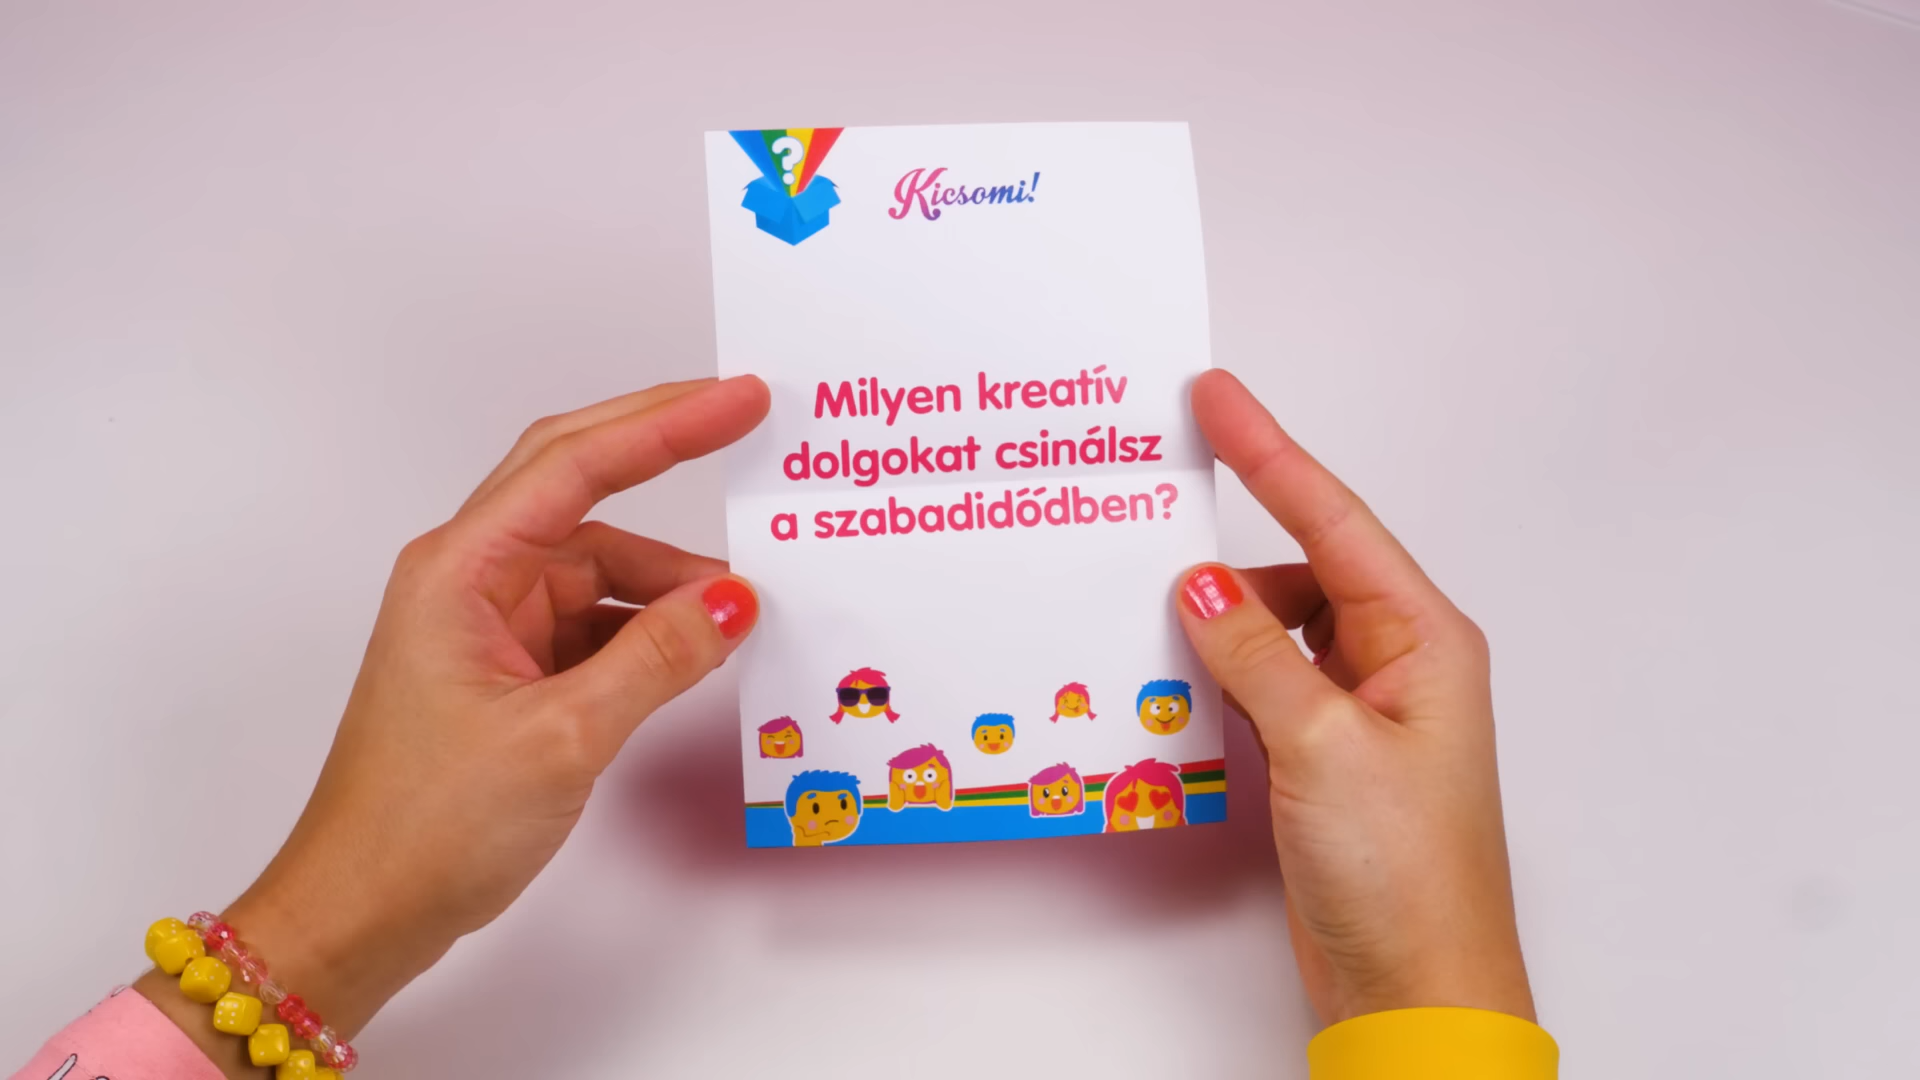 ?
Kicsomi!
Milyen kreatív
dolgokat csinálsz
a szabadidődben?